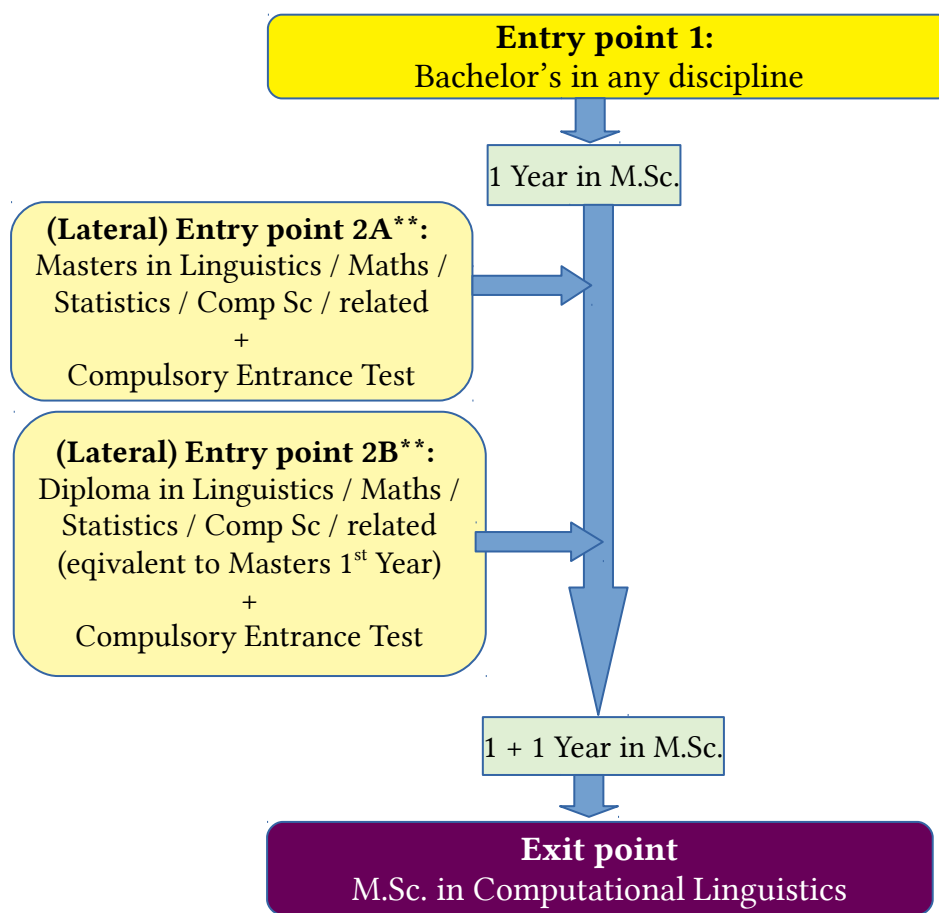 Entry point 1:
Bachelor’s in any discipline
1 Year in M.Sc.
(Lateral) Entry point 2A**:
Masters in Linguistics / Maths /
Statistics / Comp Sc / related
+
Compulsory Entrance Test
(Lateral) Entry point 2B**:
Diploma in Linguistics / Maths /
Statistics / Comp Sc / related
(eqivalent to Masters 1st Year)
+
Compulsory Entrance Test
1 + 1 Year in M.Sc.
Exit point
M.Sc. in Computational Linguistics